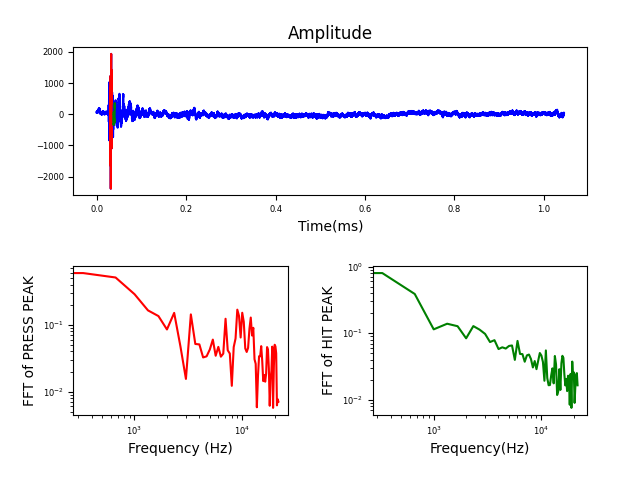 Amplitude
2000
1000
0
−1000
−2000
0.0 0.2 0.4 0.6 0.8 1.0
Time(ms)
FFT of PRESS PEAK
10⁻¹
10⁻²
10³ 10⁴
Frequency (Hz)
FFT of HIT PEAK
10⁰
10⁻¹
10⁻²
10³ 10⁴
Frequency(Hz)